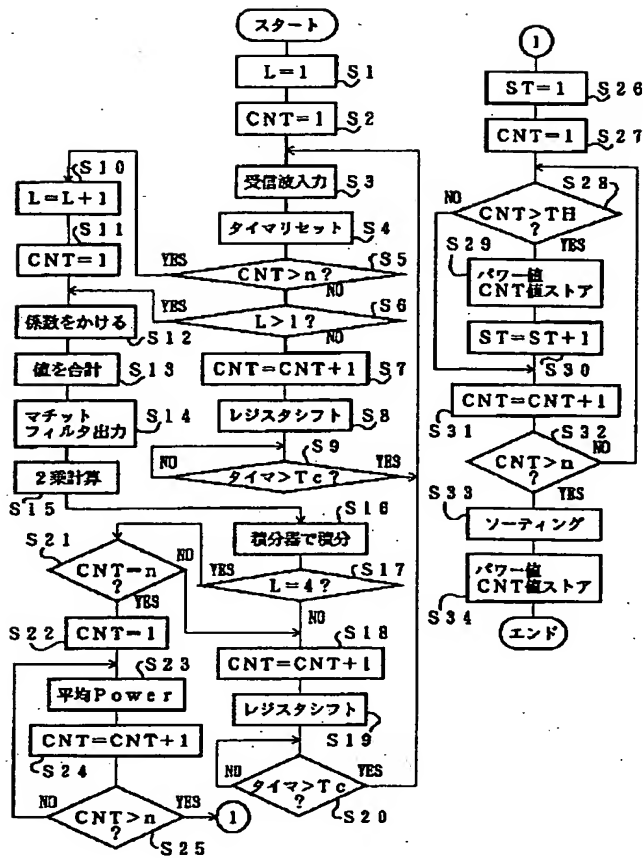 スタート
L=1
S1
CNT=1
S2
受信波入力
S3
タイマリセット
S4
CNT>n?
S5
YES
NO
L>1?
S6
YES
NO
CNT=CNT+1
S7
レジスタシフト
S8
タイマ>Tc?
S9
NO
YES
S10
L=L+1
S11
CNT=1
係数をかける
S12
値を合計
S13
マチット
フィルタ出力
S14
2乗計算
S15
積分器で積分
S16
L=4?
S17
YES
NO
CNT=CNT+1
S18
レジスタシフト
S19
タイマ>Tc
?
S20
NO
YES
S21
CNT=n
?
NO
YES
S22
CNT=1
S23
平均Power
CNT=CNT+1
S24
CNT>n
?
S25
NO
YES
1
1
ST=1
S26
CNT=1
S27
S28
CNT>TH
?
NO
YES
S29
パワー値
CNT値ストア
ST=ST+1
S30
CNT=CNT+1
S31
S32
CNT>n
?
NO
YES
S33
ソーティング
パワー値
CNT値ストア
S34
エンド